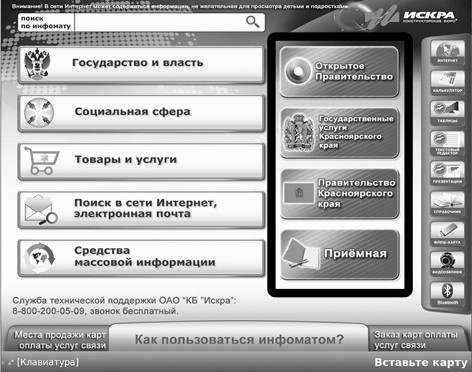 Внимание! В сети Интернет может содержаться информация, не желательная для просмотра детьми и подростками.
поиск
по инфомату
ИСКРА
КОНСТРУКТОРСКОЕ БЮРО
Государство и власть
Социальная сфера
Товары и услуги
Поиск в сети Интернет,
электронная почта
Средства
массовой информации
Открытое
Правительство
Государственные
услуги
Красноярского
края
Правительство
Красноярского
края
Приёмная
ИНТЕРНЕТ
КАЛЬКУЛЯТОР
ТАБЛИЦЫ
ТЕКСТОВЫЙ
РЕДАКТОР
ПРЕЗЕНТАЦИИ
СПРАВОЧНИК
ФЛЕШ-КАРТА
ВИДЕОЗВОНОК
Bluetooth
Служба технической поддержки ОАО "КБ "Искра":
8-800-200-05-09, звонок бесплатный.
Места продажи карт
оплаты услуг связи
Как пользоваться инфоматом?
Заказ карт оплаты
услуг связи
[Клавиатура]
Вставьте карту